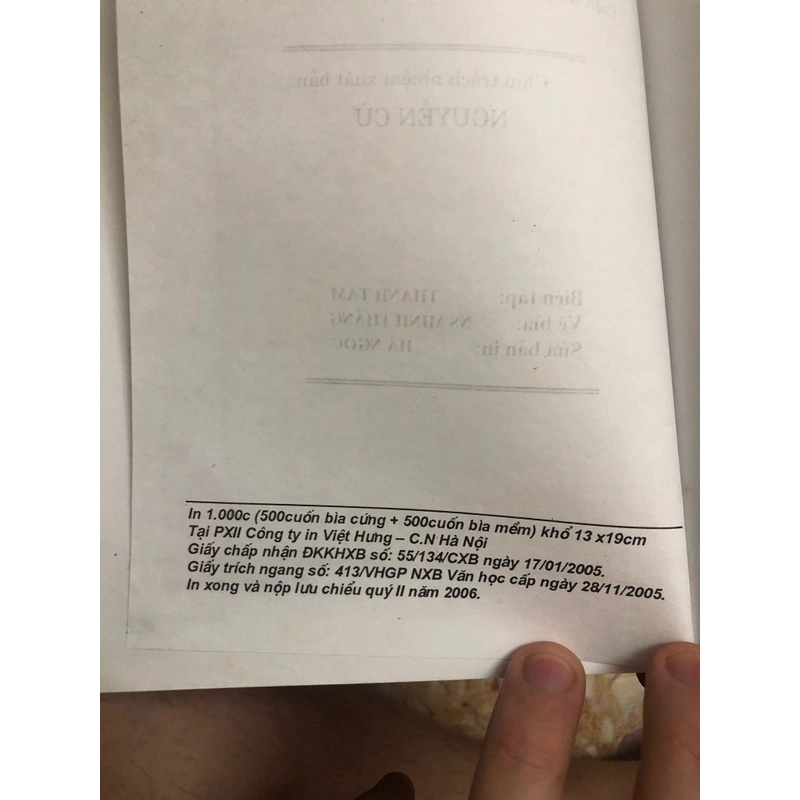 Chịu trách nhiệm xuất bản:
NGUYỄN CỪ
Biên tập: THANH TAM
Vẽ bìa: NS MINH THẮNG
Sửa bản in: HÀ NGỌC
In 1.000c (500cuốn bìa cứng + 500cuốn bìa mềm) khổ 13 x19cm
Tại PXII Công ty in Việt Hưng – C.N Hà Nội
Giấy chấp nhận ĐKKHXB số: 55/134/CXB ngày 17/01/2005.
Giấy trích ngang số: 413/VHGP NXB Văn học cấp ngày 28/11/2005.
In xong và nộp lưu chiểu quý II năm 2006.